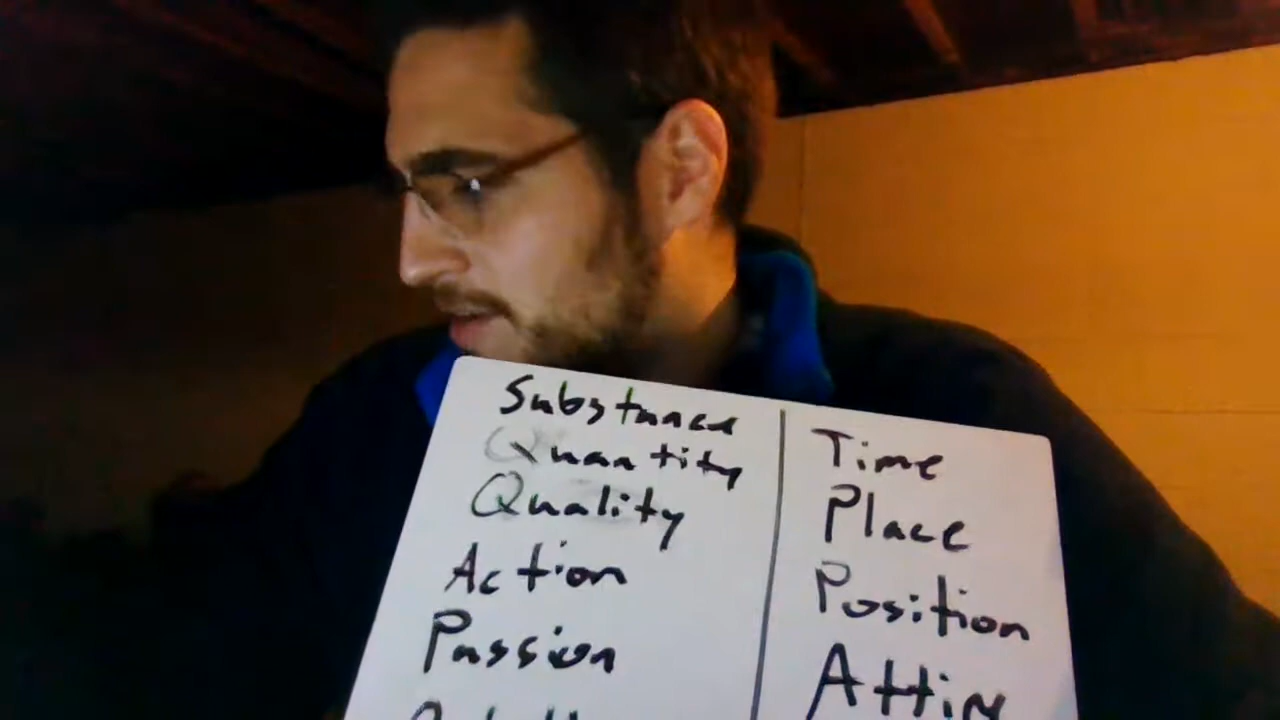 Substance
Quantity
Quality
Action
Passion
Time
Place
Position